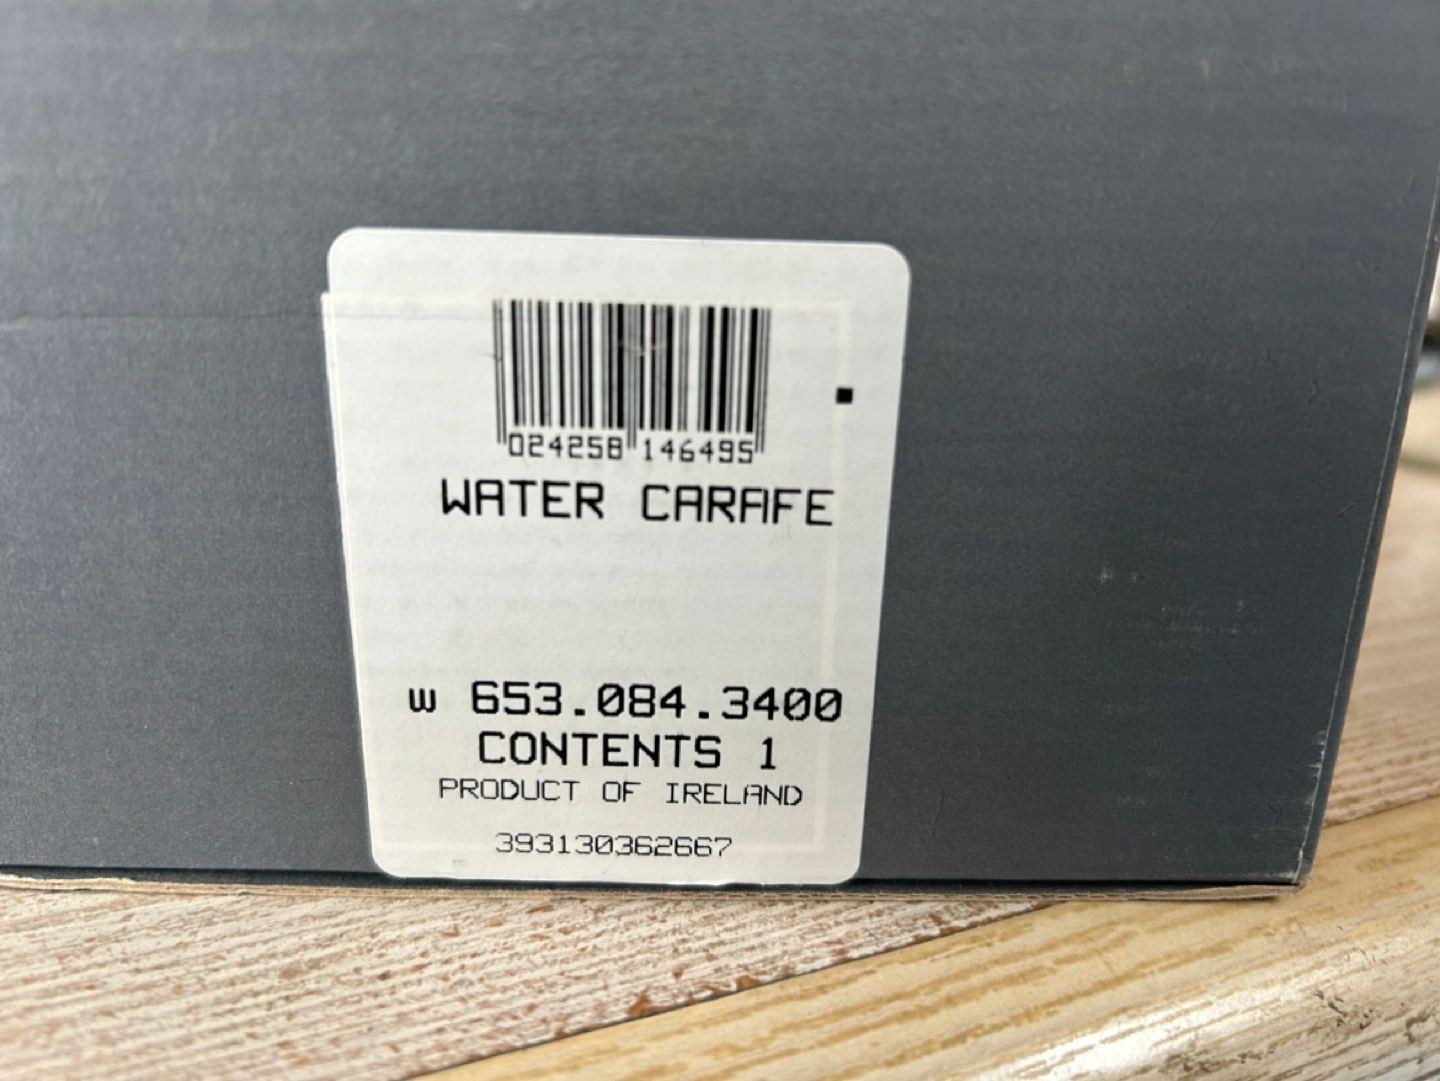 024258 146495
WATER CARAFE
w 653.084.3400
CONTENTS 1
PRODUCT OF IRELAND
393130362667